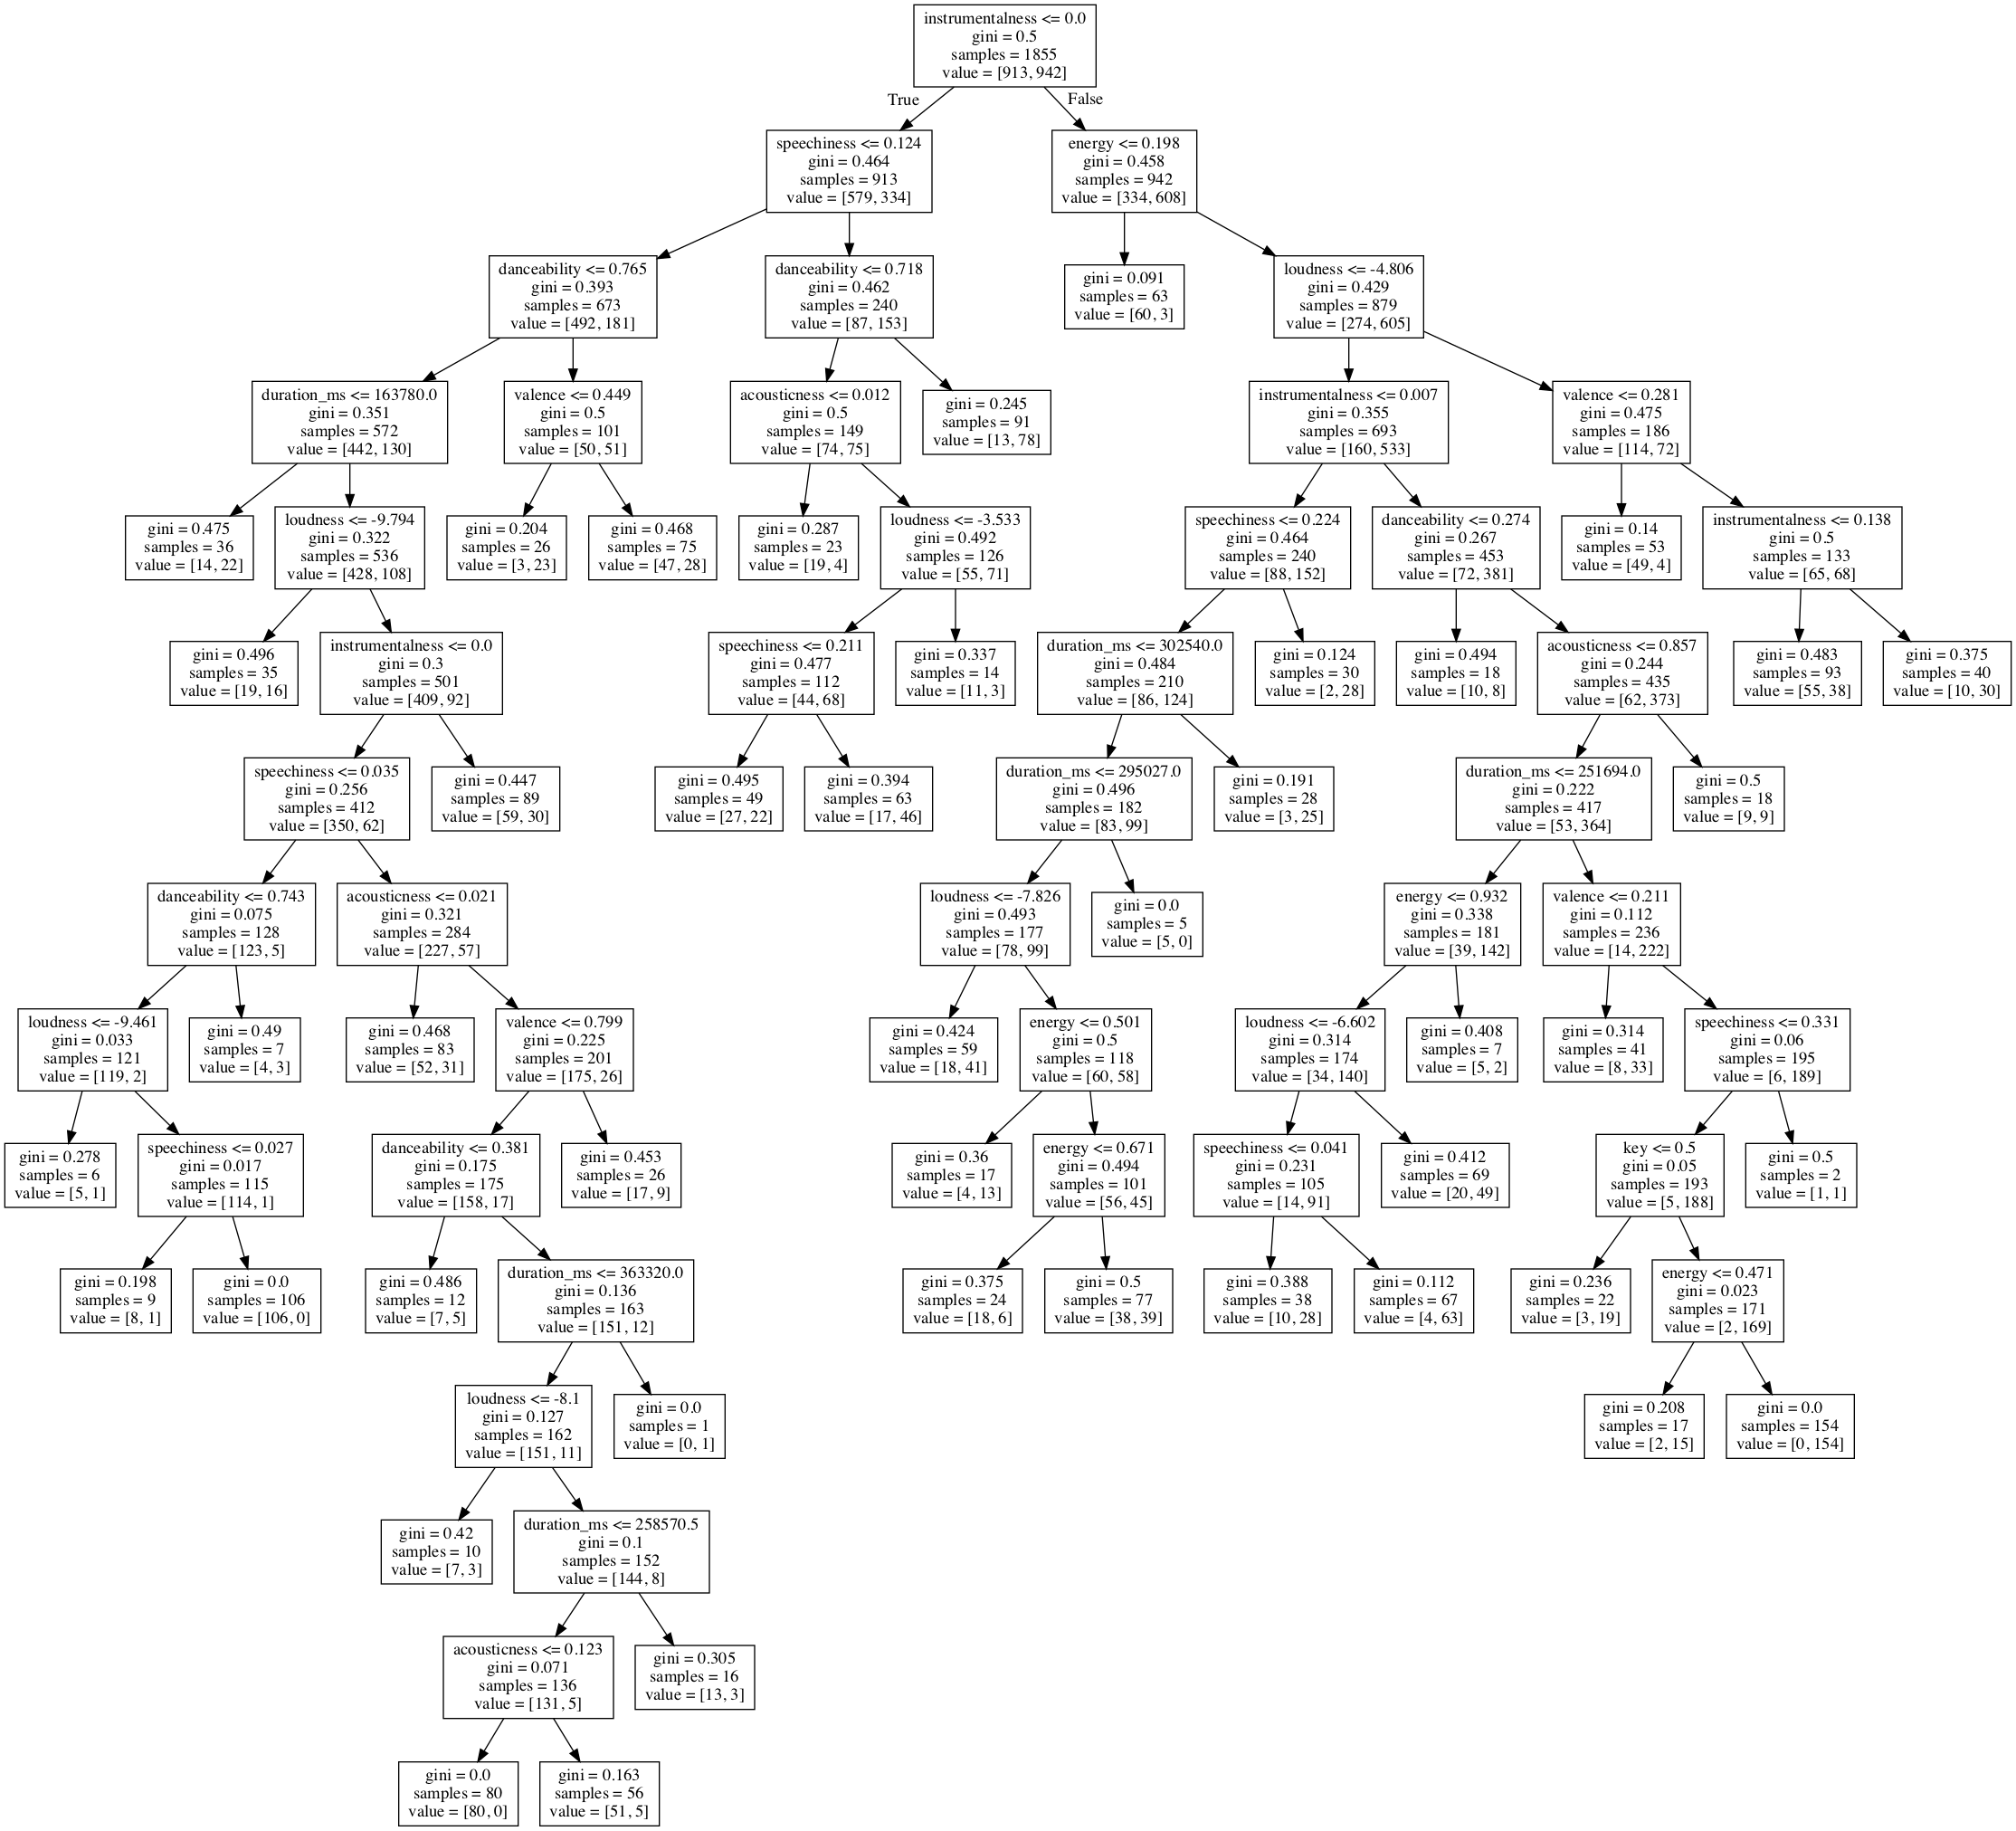 instrumentalness <= 0.0
gini = 0.5
samples = 1855
value = [913, 942]
True
False
speechiness <= 0.124
gini = 0.464
samples = 913
value = [579, 334]
energy <= 0.198
gini = 0.458
samples = 942
value = [334, 608]
danceability <= 0.765
gini = 0.393
samples = 673
value = [492, 181]
danceability <= 0.718
gini = 0.462
samples = 240
value = [87, 153]
gini = 0.091
samples = 63
value = [60, 3]
loudness <= -4.806
gini = 0.429
samples = 879
value = [274, 605]
duration_ms <= 163780.0
gini = 0.351
samples = 572
value = [442, 130]
valence <= 0.449
gini = 0.5
samples = 101
value = [50, 51]
acousticness <= 0.012
gini = 0.5
samples = 149
value = [74, 75]
gini = 0.245
samples = 91
value = [13, 78]
instrumentalness <= 0.007
gini = 0.355
samples = 693
value = [160, 533]
valence <= 0.281
gini = 0.475
samples = 186
value = [114, 72]
gini = 0.475
samples = 36
value = [14, 22]
loudness <= -9.794
gini = 0.322
samples = 536
value = [428, 108]
gini = 0.204
samples = 26
value = [3, 23]
gini = 0.468
samples = 75
value = [47, 28]
gini = 0.287
samples = 23
value = [19, 4]
loudness <= -3.533
gini = 0.492
samples = 126
value = [55, 71]
speechiness <= 0.224
gini = 0.464
samples = 240
value = [88, 152]
danceability <= 0.274
gini = 0.267
samples = 453
value = [72, 381]
gini = 0.14
samples = 53
value = [49, 4]
instrumentalness <= 0.138
gini = 0.5
samples = 133
value = [65, 68]
gini = 0.496
samples = 35
value = [19, 16]
instrumentalness <= 0.0
gini = 0.3
samples = 501
value = [409, 92]
speechiness <= 0.211
gini = 0.477
samples = 112
value = [44, 68]
gini = 0.337
samples = 14
value = [11, 3]
duration_ms <= 302540.0
gini = 0.484
samples = 210
value = [86, 124]
gini = 0.124
samples = 30
value = [2, 28]
gini = 0.494
samples = 18
value = [10, 8]
acousticness <= 0.857
gini = 0.244
samples = 435
value = [62, 373]
gini = 0.483
samples = 93
value = [55, 38]
gini = 0.375
samples = 40
value = [10, 30]
speechiness <= 0.035
gini = 0.256
samples = 412
value = [350, 62]
gini = 0.447
samples = 89
value = [59, 30]
gini = 0.495
samples = 49
value = [27, 22]
gini = 0.394
samples = 63
value = [17, 46]
duration_ms <= 295027.0
gini = 0.496
samples = 182
value = [83, 99]
gini = 0.191
samples = 28
value = [3, 25]
duration_ms <= 251694.0
gini = 0.222
samples = 417
value = [53, 364]
gini = 0.5
samples = 18
value = [9, 9]
danceability <= 0.743
gini = 0.075
samples = 128
value = [123, 5]
acousticness <= 0.021
gini = 0.321
samples = 284
value = [227, 57]
loudness <= -7.826
gini = 0.493
samples = 177
value = [78, 99]
gini = 0.0
samples = 5
value = [5, 0]
energy <= 0.932
gini = 0.338
samples = 181
value = [39, 142]
valence <= 0.211
gini = 0.112
samples = 236
value = [14, 222]
loudness <= -9.461
gini = 0.033
samples = 121
value = [119, 2]
gini = 0.49
samples = 7
value = [4, 3]
gini = 0.468
samples = 83
value = [52, 31]
valence <= 0.799
gini = 0.225
samples = 201
value = [175, 26]
gini = 0.424
samples = 59
value = [18, 41]
energy <= 0.501
gini = 0.5
samples = 118
value = [60, 58]
loudness <= -6.602
gini = 0.314
samples = 174
value = [34, 140]
gini = 0.408
samples = 7
value = [5, 2]
gini = 0.314
samples = 41
value = [8, 33]
speechiness <= 0.331
gini = 0.06
samples = 195
value = [6, 189]
gini = 0.278
samples = 6
value = [5, 1]
speechiness <= 0.027
gini = 0.017
samples = 115
value = [114, 1]
danceability <= 0.381
gini = 0.175
samples = 175
value = [158, 17]
gini = 0.453
samples = 26
value = [17, 9]
gini = 0.36
samples = 17
value = [4, 13]
energy <= 0.671
gini = 0.494
samples = 101
value = [56, 45]
speechiness <= 0.041
gini = 0.231
samples = 105
value = [14, 91]
gini = 0.412
samples = 69
value = [20, 49]
key <= 0.5
gini = 0.05
samples = 193
value = [5, 188]
gini = 0.5
samples = 2
value = [1, 1]
gini = 0.198
samples = 9
value = [8, 1]
gini = 0.0
samples = 106
value = [106, 0]
gini = 0.486
samples = 12
value = [7, 5]
duration_ms <= 363320.0
gini = 0.136
samples = 163
value = [151, 12]
gini = 0.375
samples = 24
value = [18, 6]
gini = 0.5
samples = 77
value = [38, 39]
gini = 0.388
samples = 38
value = [10, 28]
gini = 0.112
samples = 67
value = [4, 63]
gini = 0.236
samples = 22
value = [3, 19]
energy <= 0.471
gini = 0.023
samples = 171
value = [2, 169]
loudness <= -8.1
gini = 0.127
samples = 162
value = [151, 11]
gini = 0.0
samples = 1
value = [0, 1]
gini = 0.208
samples = 17
value = [2, 15]
gini = 0.0
samples = 154
value = [0, 154]
gini = 0.42
samples = 10
value = [7, 3]
duration_ms <= 258570.5
gini = 0.1
samples = 152
value = [144, 8]
acousticness <= 0.123
gini = 0.071
samples = 136
value = [131, 5]
gini = 0.305
samples = 16
value = [13, 3]
gini = 0.0
samples = 80
value = [80, 0]
gini = 0.163
samples = 56
value = [51, 5]